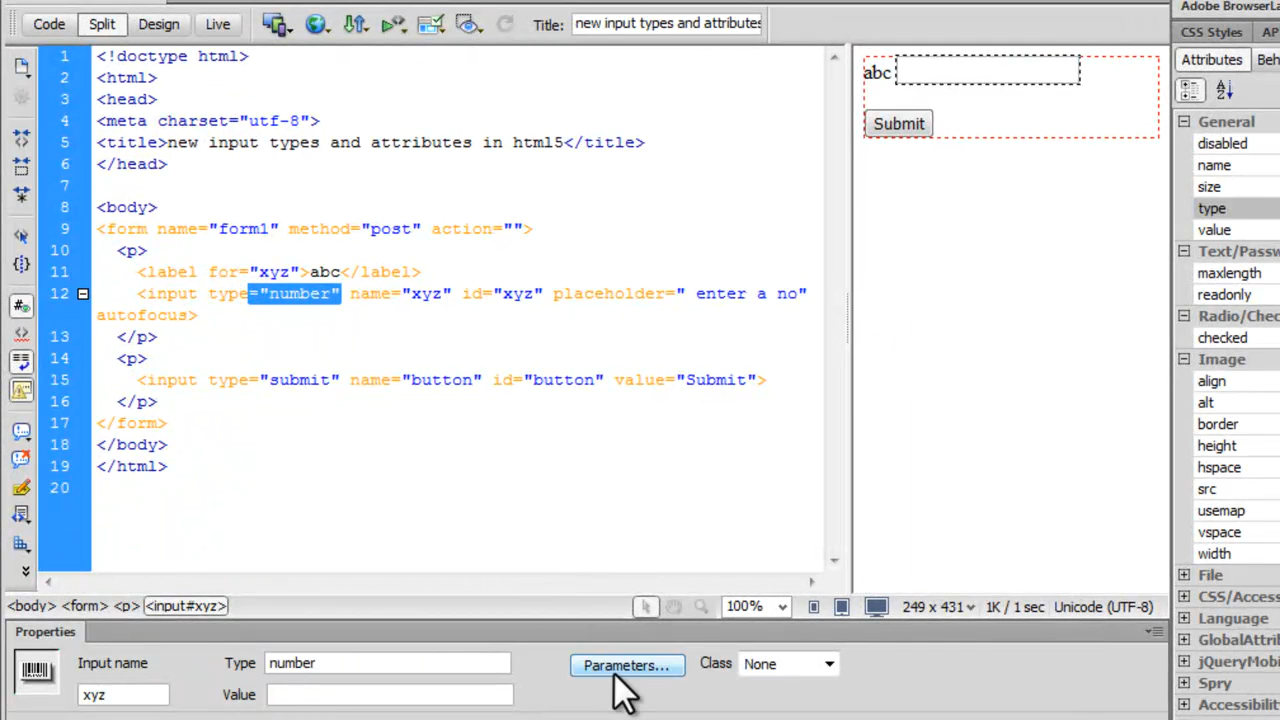 Adobe BrowserLa
Code Split Design Live Title: new input types and attributes
CSS Styles AP
Attributes Beh
1 <!doctype html>
2 <html>
3 <head>
4 <meta charset="utf-8">
5 <title>new input types and attributes in html5</title>
6 </head>
7
8 <body>
9 <form name="form1" method="post" action="">
10 <p>
11 <label for="xyz">abc</label>
12 <input type="number" name="xyz" id="xyz" placeholder=" enter a no"
autofocus>
13 </p>
14 <p>
15 <input type="submit" name="button" id="button" value="Submit">
16 </p>
17 </form>
18 </body>
19 </html>
20
abc
Submit
General
disabled
name
size
type
value
Text/Passw
maxlength
readonly
Radio/Chec
checked
Image
align
alt
border
height
hspace
src
usemap
vspace
width
File
CSS/Access
Language
GlobalAttrib
jQueryMobi
Spry
Accessibilit
<body> <form> <p> <input#xyz> 100% 249 x 431 1K / 1 sec Unicode (UTF-8)
Properties
Input name Type number Parameters... Class None
xyz Value